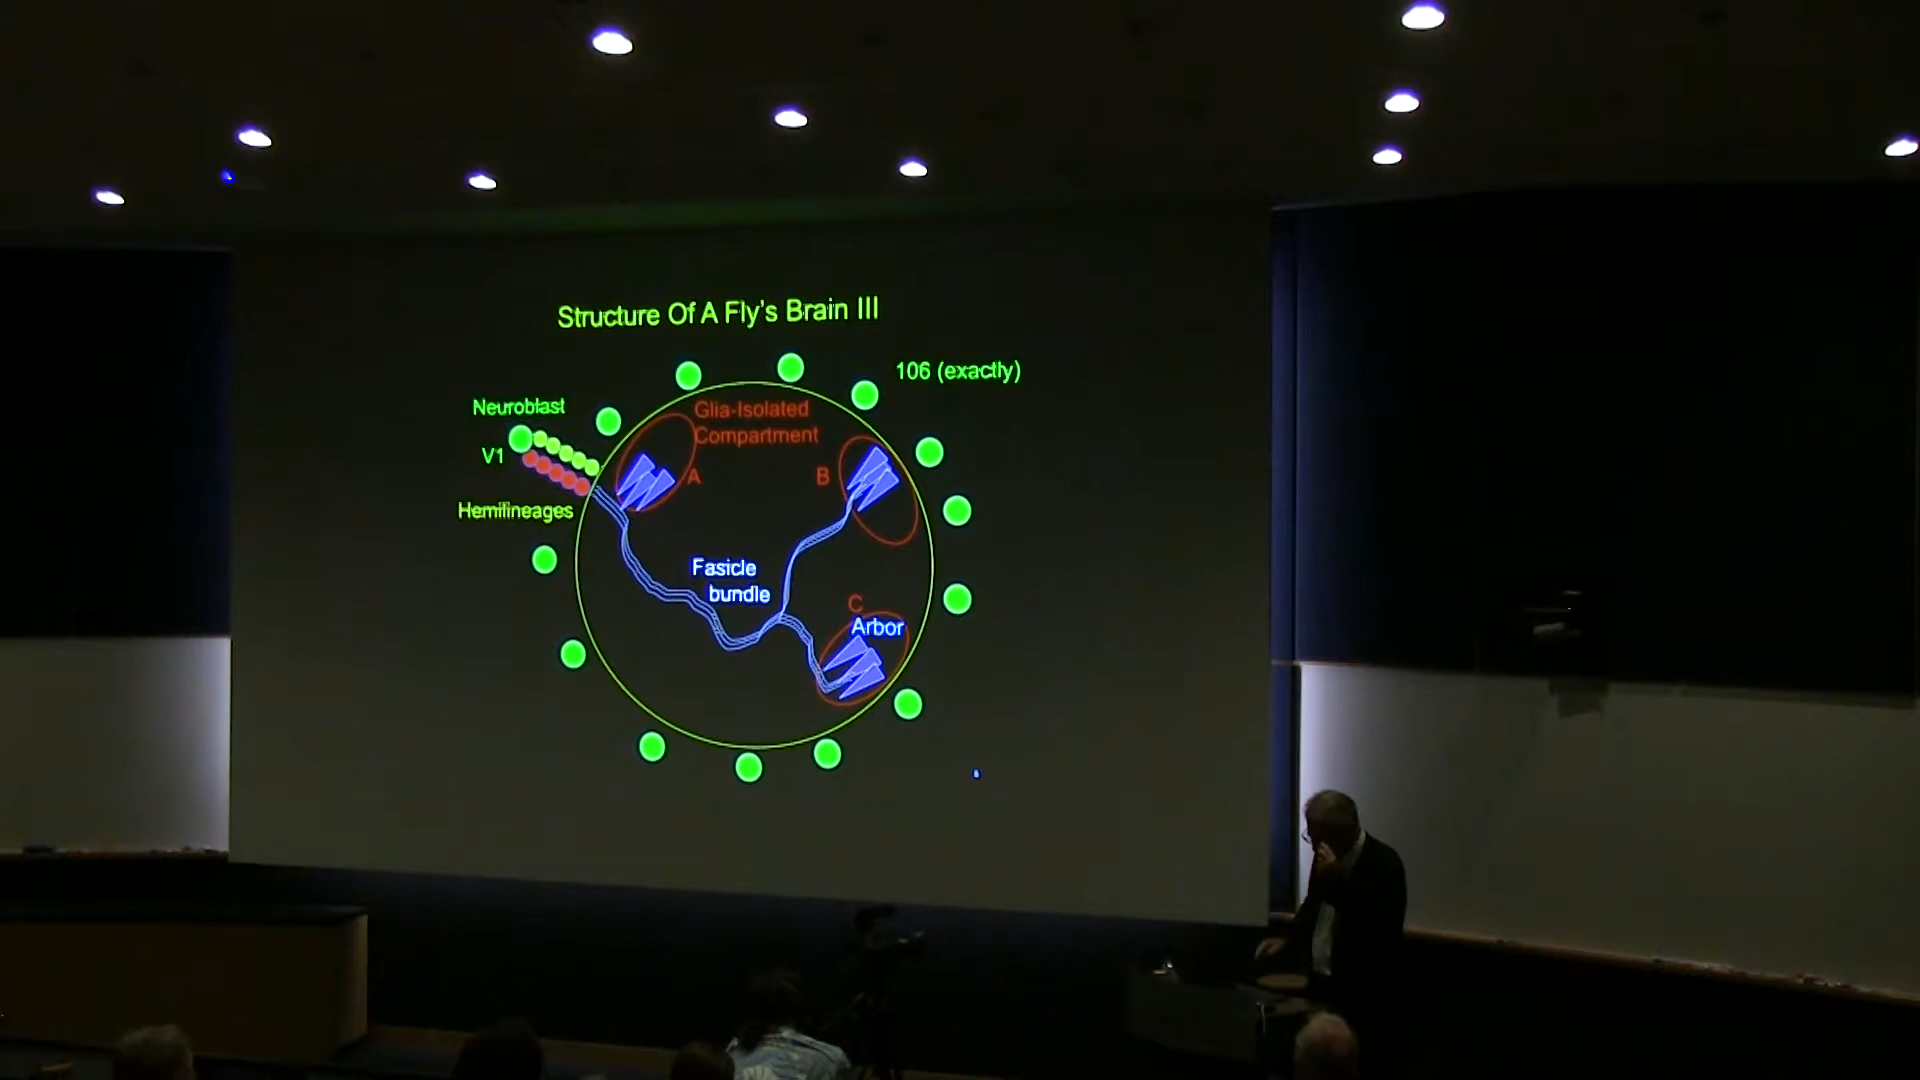 Structure Of A Fly's Brain III
106 (exactly)
Neuroblast
Glia-Isolated
Compartment
V1
A
B
Hemilineages
Fasicle
bundle
C
Arbor